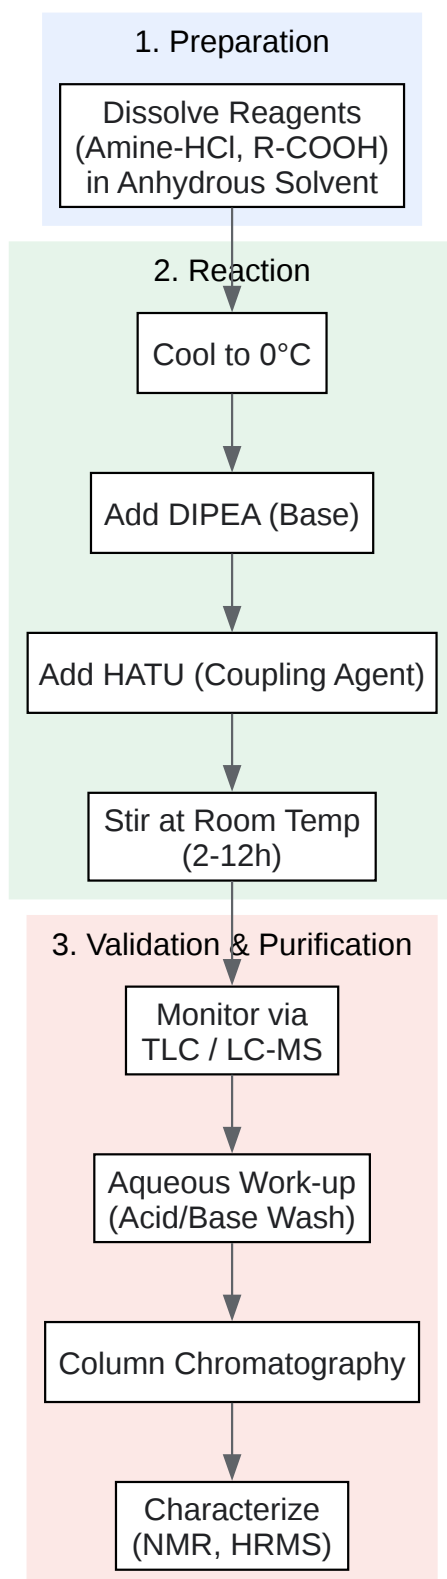 1. Preparation
Dissolve Reagents
(Amine-HCl, R-COOH)
in Anhydrous Solvent
2. Reaction
Cool to 0°C
Add DIPEA (Base)
Add HATU (Coupling Agent)
Stir at Room Temp
(2-12h)
3. Validation & Purification
Monitor via
TLC / LC-MS
Aqueous Work-up
(Acid/Base Wash)
Column Chromatography
Characterize
(NMR, HRMS)